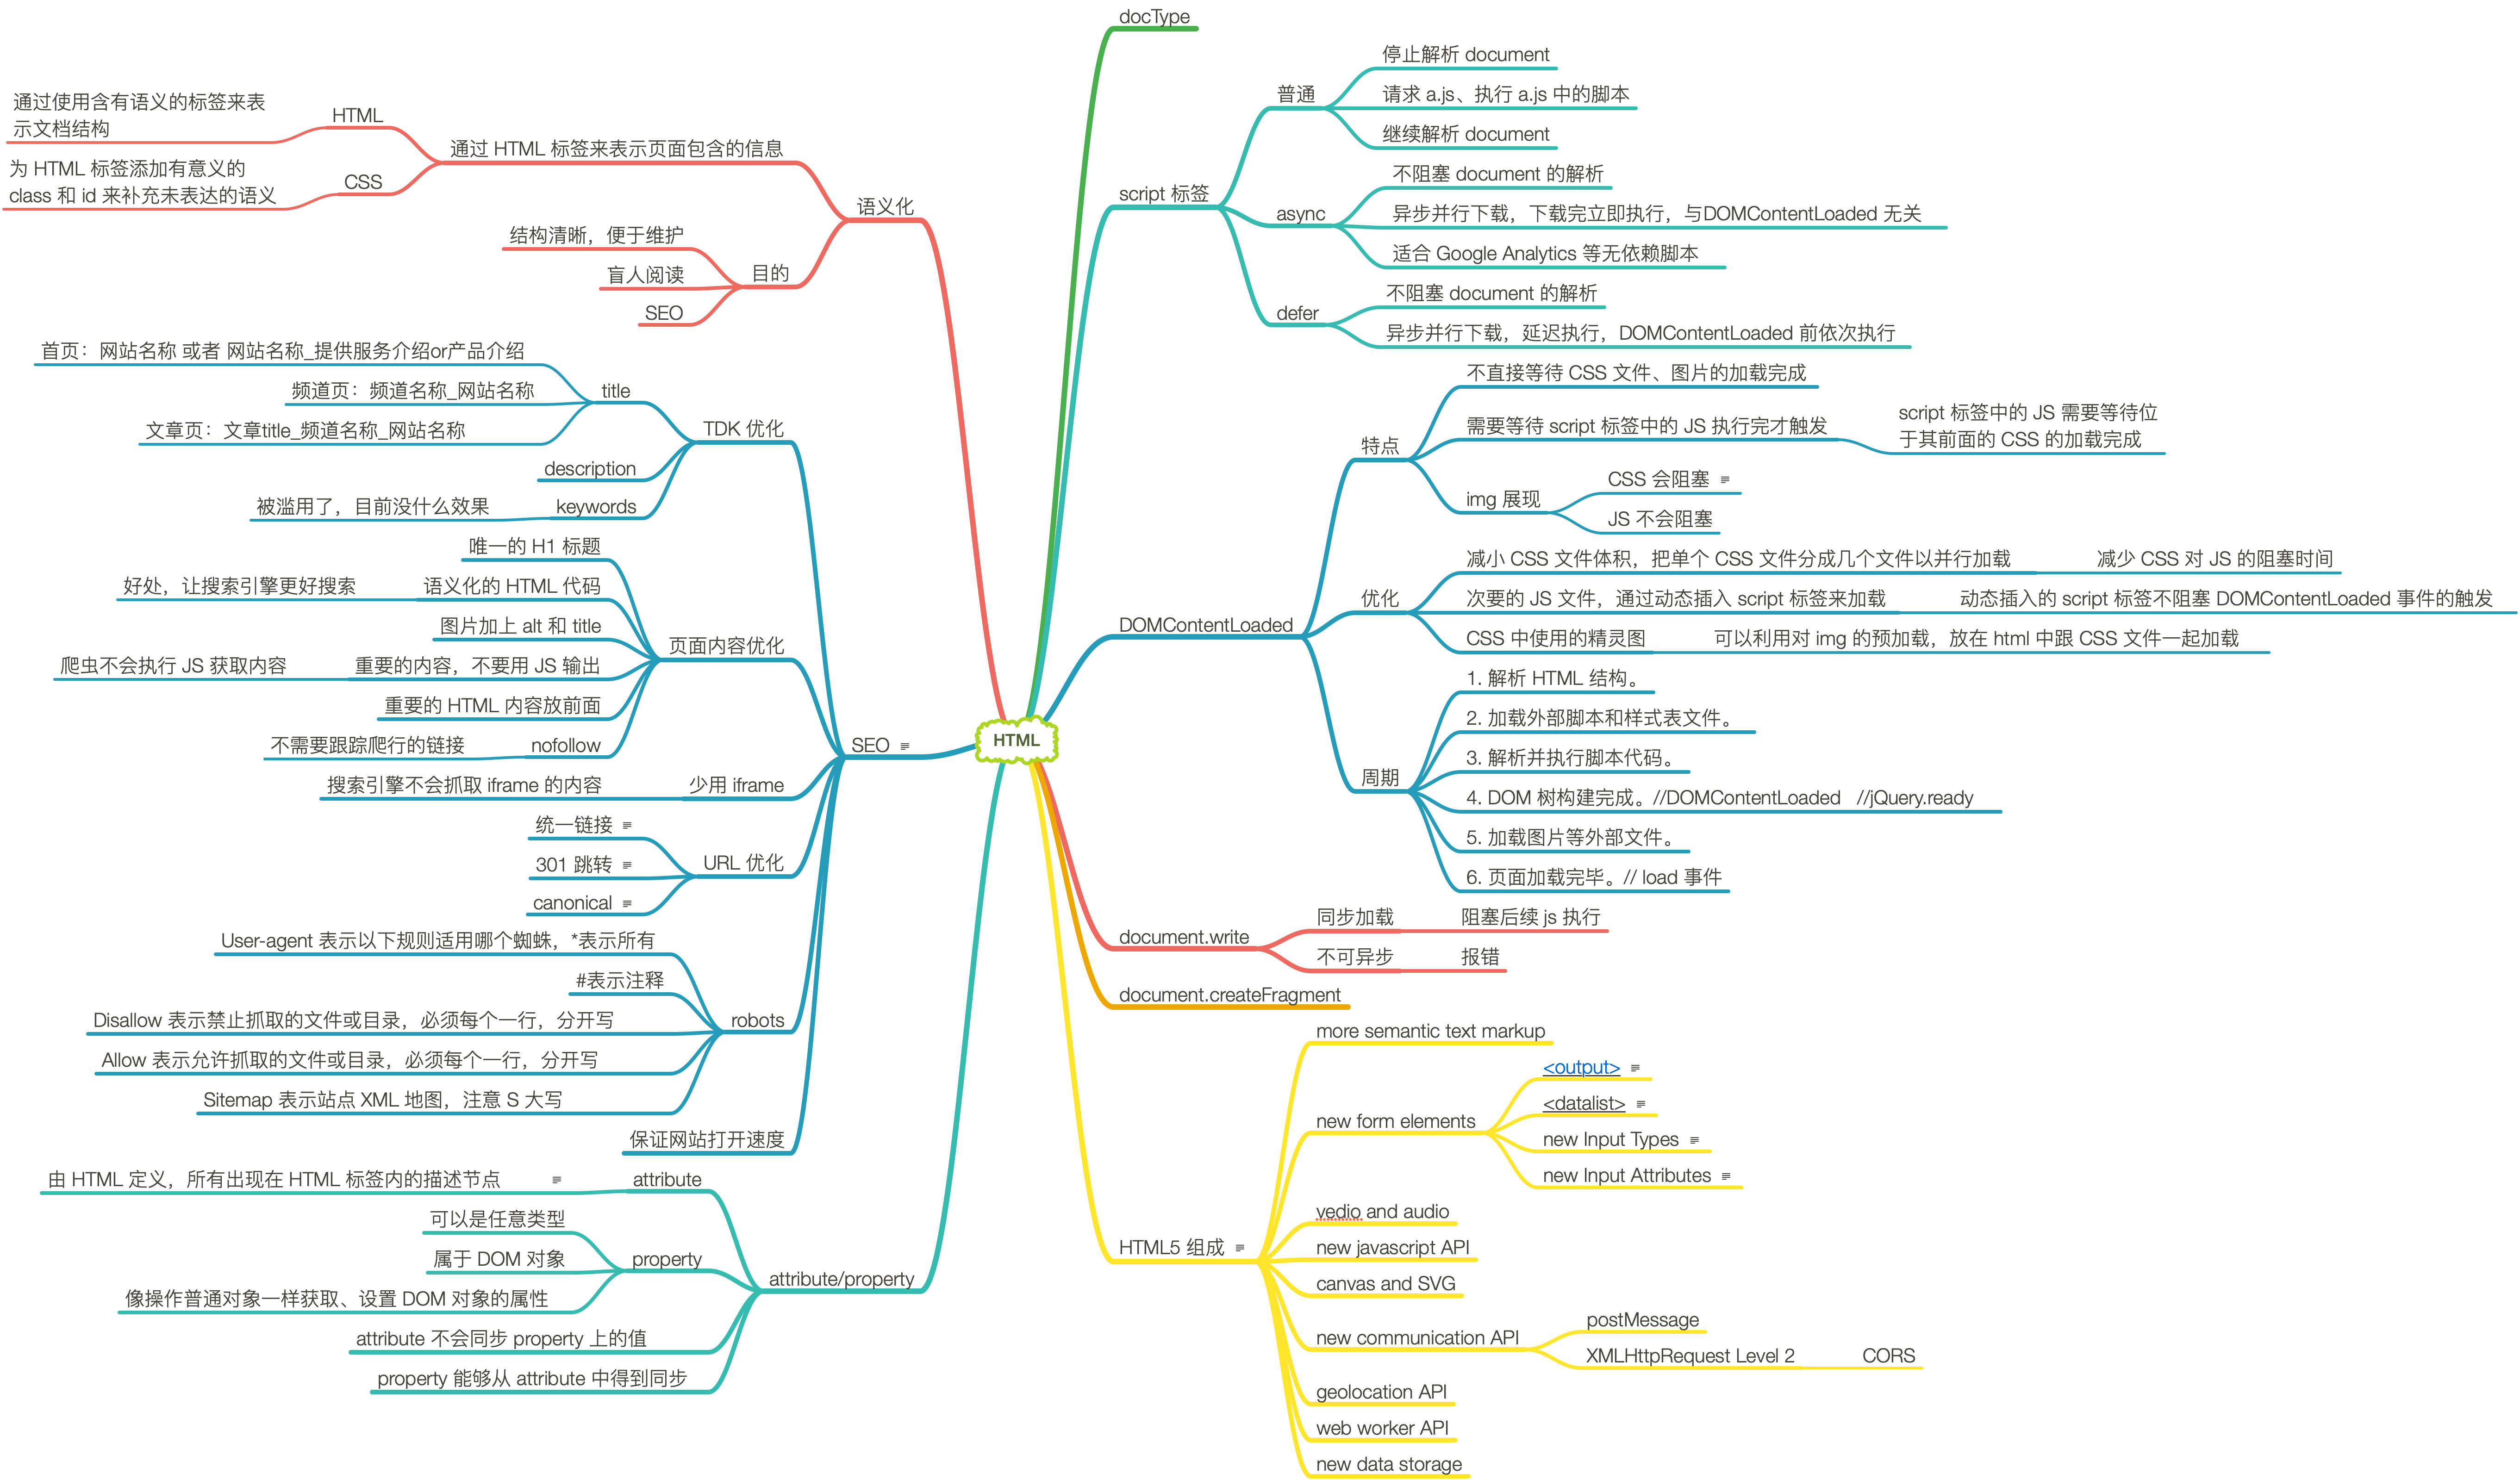 HTML
docType
script 标签
普通
停止解析 document
请求 a.js、执行 a.js 中的脚本
继续解析 document
async
不阻塞 document 的解析
异步并行下载，下载完立即执行，与DOMContentLoaded 无关
适合 Google Analytics 等无依赖脚本
defer
不阻塞 document 的解析
异步并行下载，延迟执行，DOMContentLoaded 前依次执行
DOMContentLoaded
特点
不直接等待 CSS 文件、图片的加载完成
需要等待 script 标签中的 JS 执行完才触发
script 标签中的 JS 需要等待位
于其前面的 CSS 的加载完成
img 展现
CSS 会阻塞
JS 不会阻塞
优化
减小 CSS 文件体积，把单个 CSS 文件分成几个文件以并行加载
减少 CSS 对 JS 的阻塞时间
次要的 JS 文件，通过动态插入 script 标签来加载
动态插入的 script 标签不阻塞 DOMContentLoaded 事件的触发
CSS 中使用的精灵图
可以利用对 img 的预加载，放在 html 中跟 CSS 文件一起加载
周期
1. 解析 HTML 结构。
2. 加载外部脚本和样式表文件。
3. 解析并执行脚本代码。
4. DOM 树构建完成。//DOMContentLoaded //jQuery.ready
5. 加载图片等外部文件。
6. 页面加载完毕。// load 事件
document.write
同步加载
阻塞后续 js 执行
不可异步
报错
document.createFragment
HTML5 组成
more semantic text markup
new form elements
<output>
<datalist>
new Input Types
new Input Attributes
vedio and audio
new javascript API
canvas and SVG
new communication API
postMessage
XMLHttpRequest Level 2
CORS
geolocation API
web worker API
new data storage
语义化
通过 HTML 标签来表示页面包含的信息
HTML
通过使用含有语义的标签来表
示文档结构
CSS
为 HTML 标签添加有意义的
class 和 id 来补充未表达的语义
目的
结构清晰，便于维护
盲人阅读
SEO
SEO
TDK 优化
title
首页：网站名称 或者 网站名称_提供服务介绍or产品介绍
频道页：频道名称_网站名称
文章页：文章title_频道名称_网站名称
description
keywords
被滥用了，目前没什么效果
页面内容优化
唯一的 H1 标题
语义化的 HTML 代码
好处，让搜索引擎更好搜索
图片加上 alt 和 title
重要的内容，不要用 JS 输出
爬虫不会执行 JS 获取内容
重要的 HTML 内容放前面
nofollow
不需要跟踪爬行的链接
少用 iframe
搜索引擎不会抓取 iframe 的内容
URL 优化
统一链接
301 跳转
canonical
robots
User-agent 表示以下规则适用哪个蜘蛛，*表示所有
#表示注释
Disallow 表示禁止抓取的文件或目录，必须每个一行，分开写
Allow 表示允许抓取的文件或目录，必须每个一行，分开写
Sitemap 表示站点 XML 地图，注意 S 大写
保证网站打开速度
attribute/property
attribute
由 HTML 定义，所有出现在 HTML 标签内的描述节点
property
可以是任意类型
属于 DOM 对象
像操作普通对象一样获取、设置 DOM 对象的属性
attribute 不会同步 property 上的值
property 能够从 attribute 中得到同步